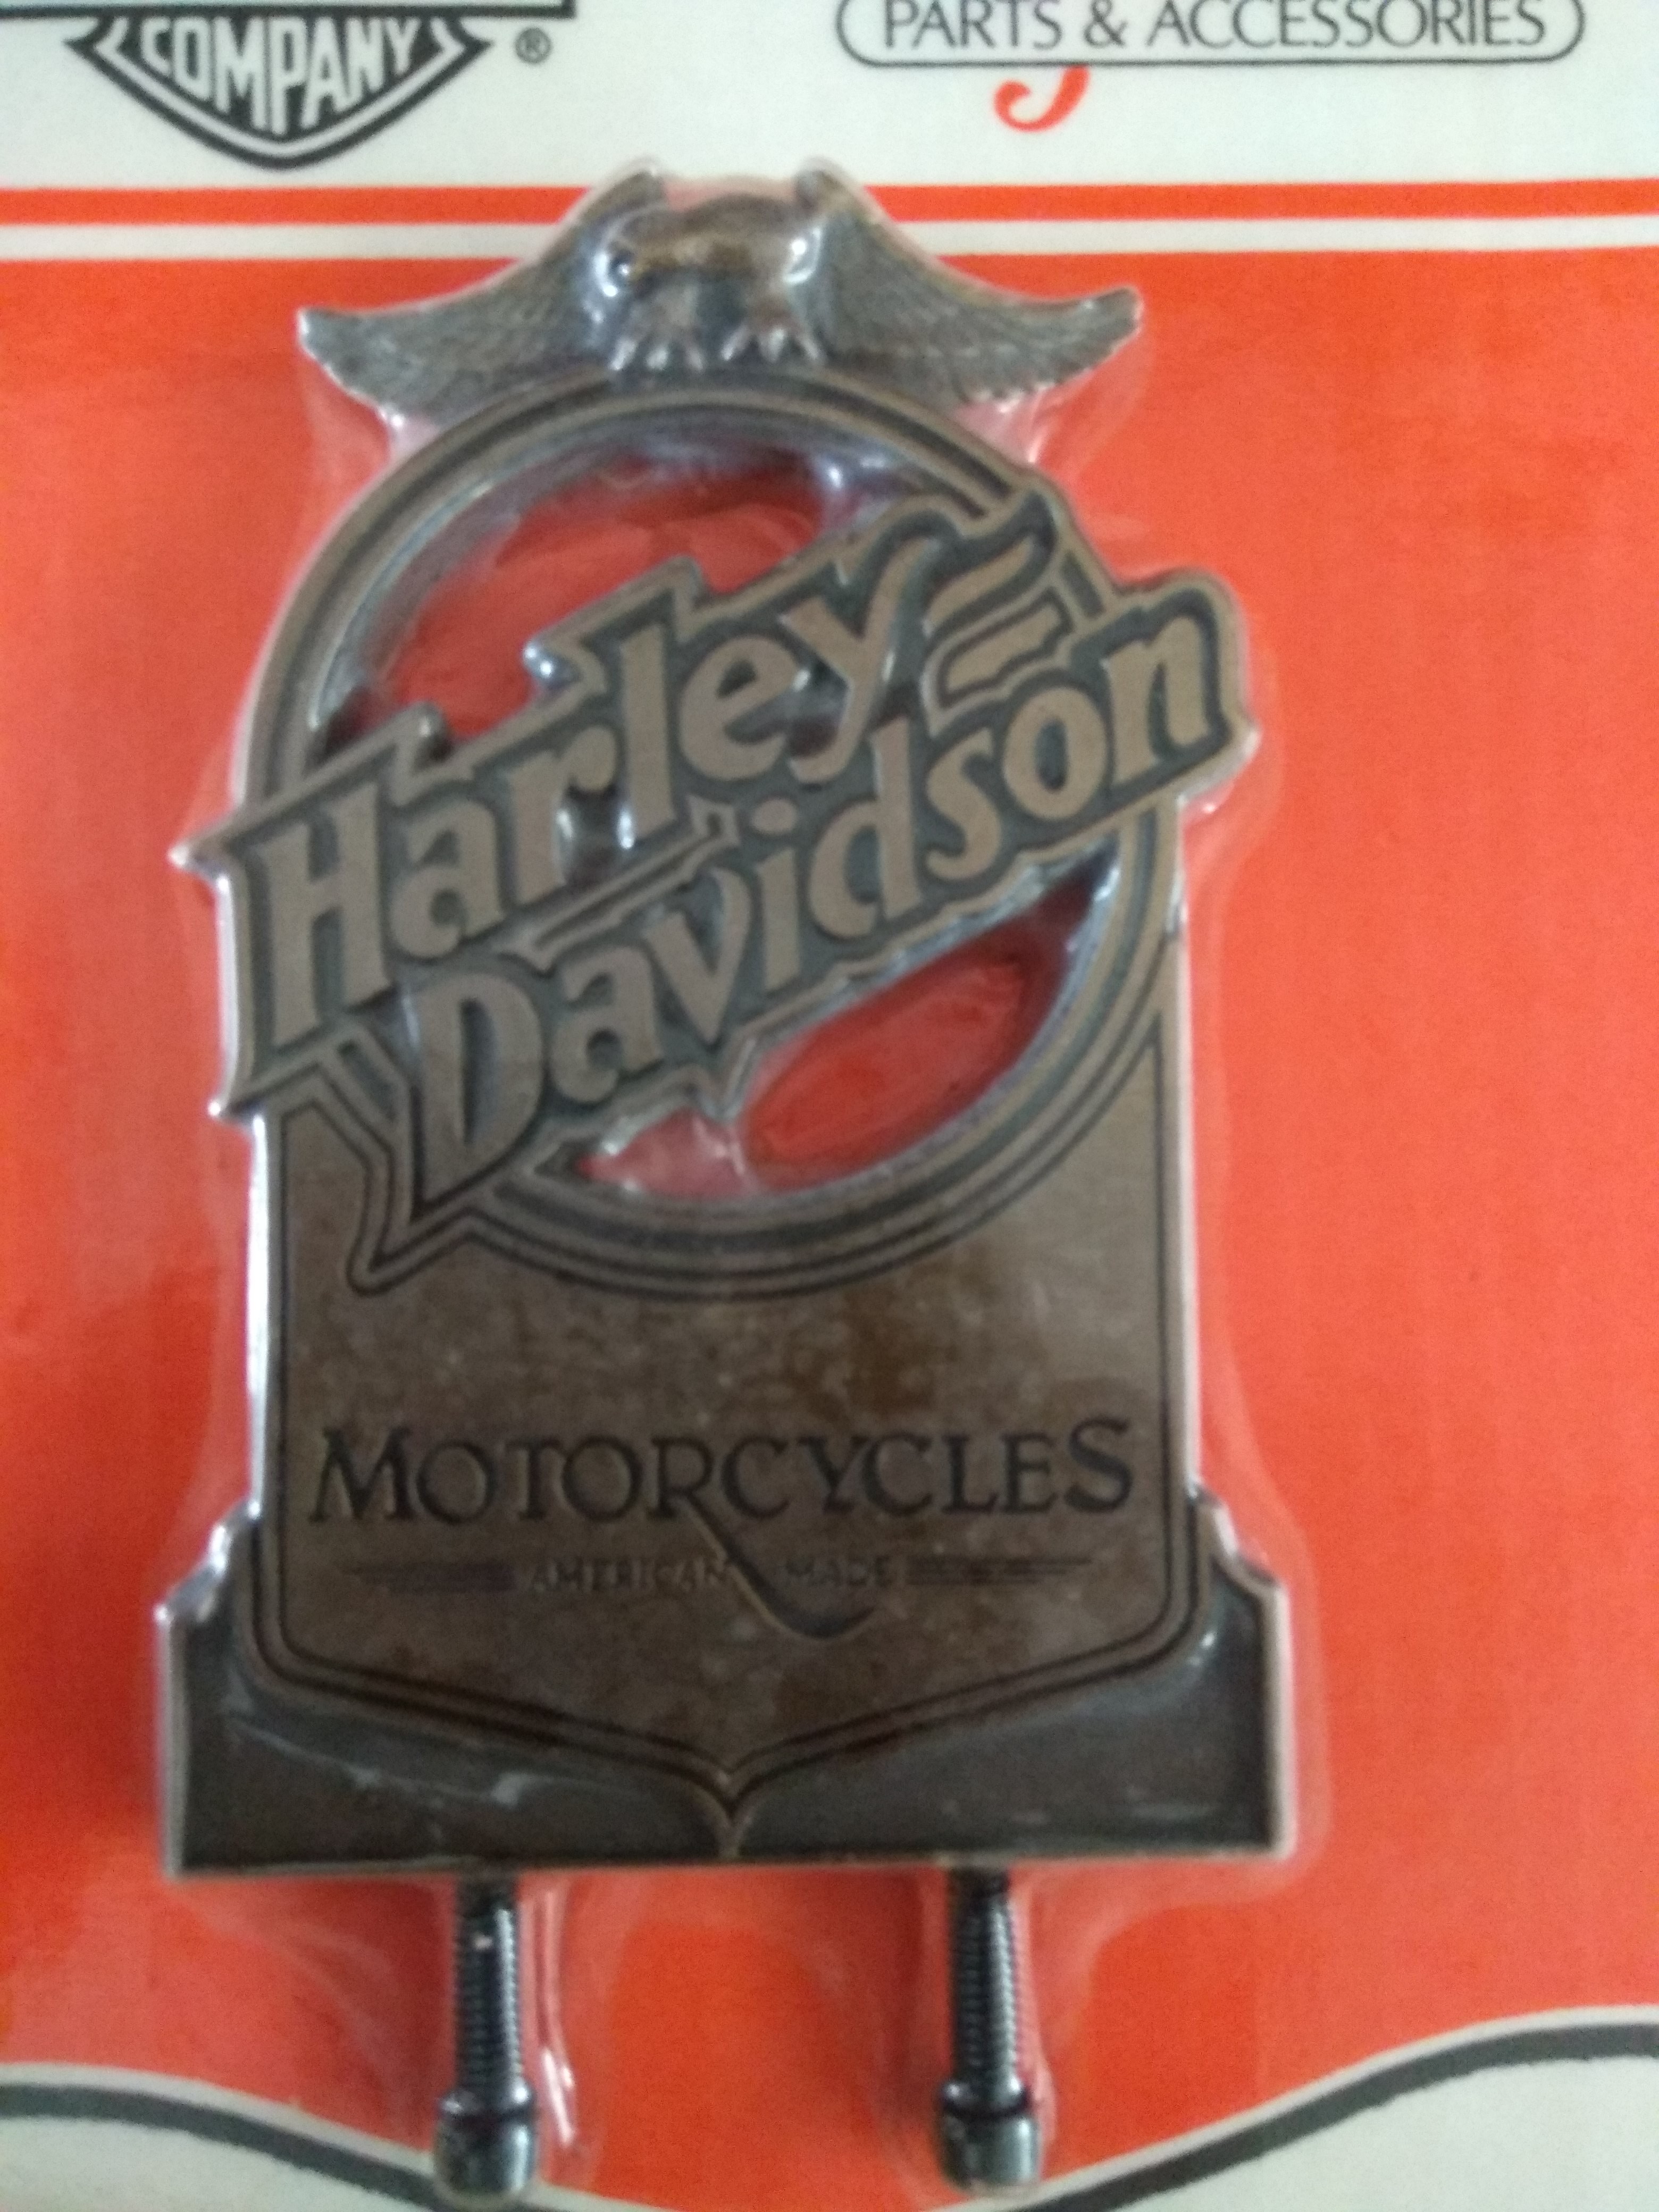 COMPANY ®
PARTS & ACCESSORIES
Harley
Davidson
MOTORCYCLES
AMERICAN MADE